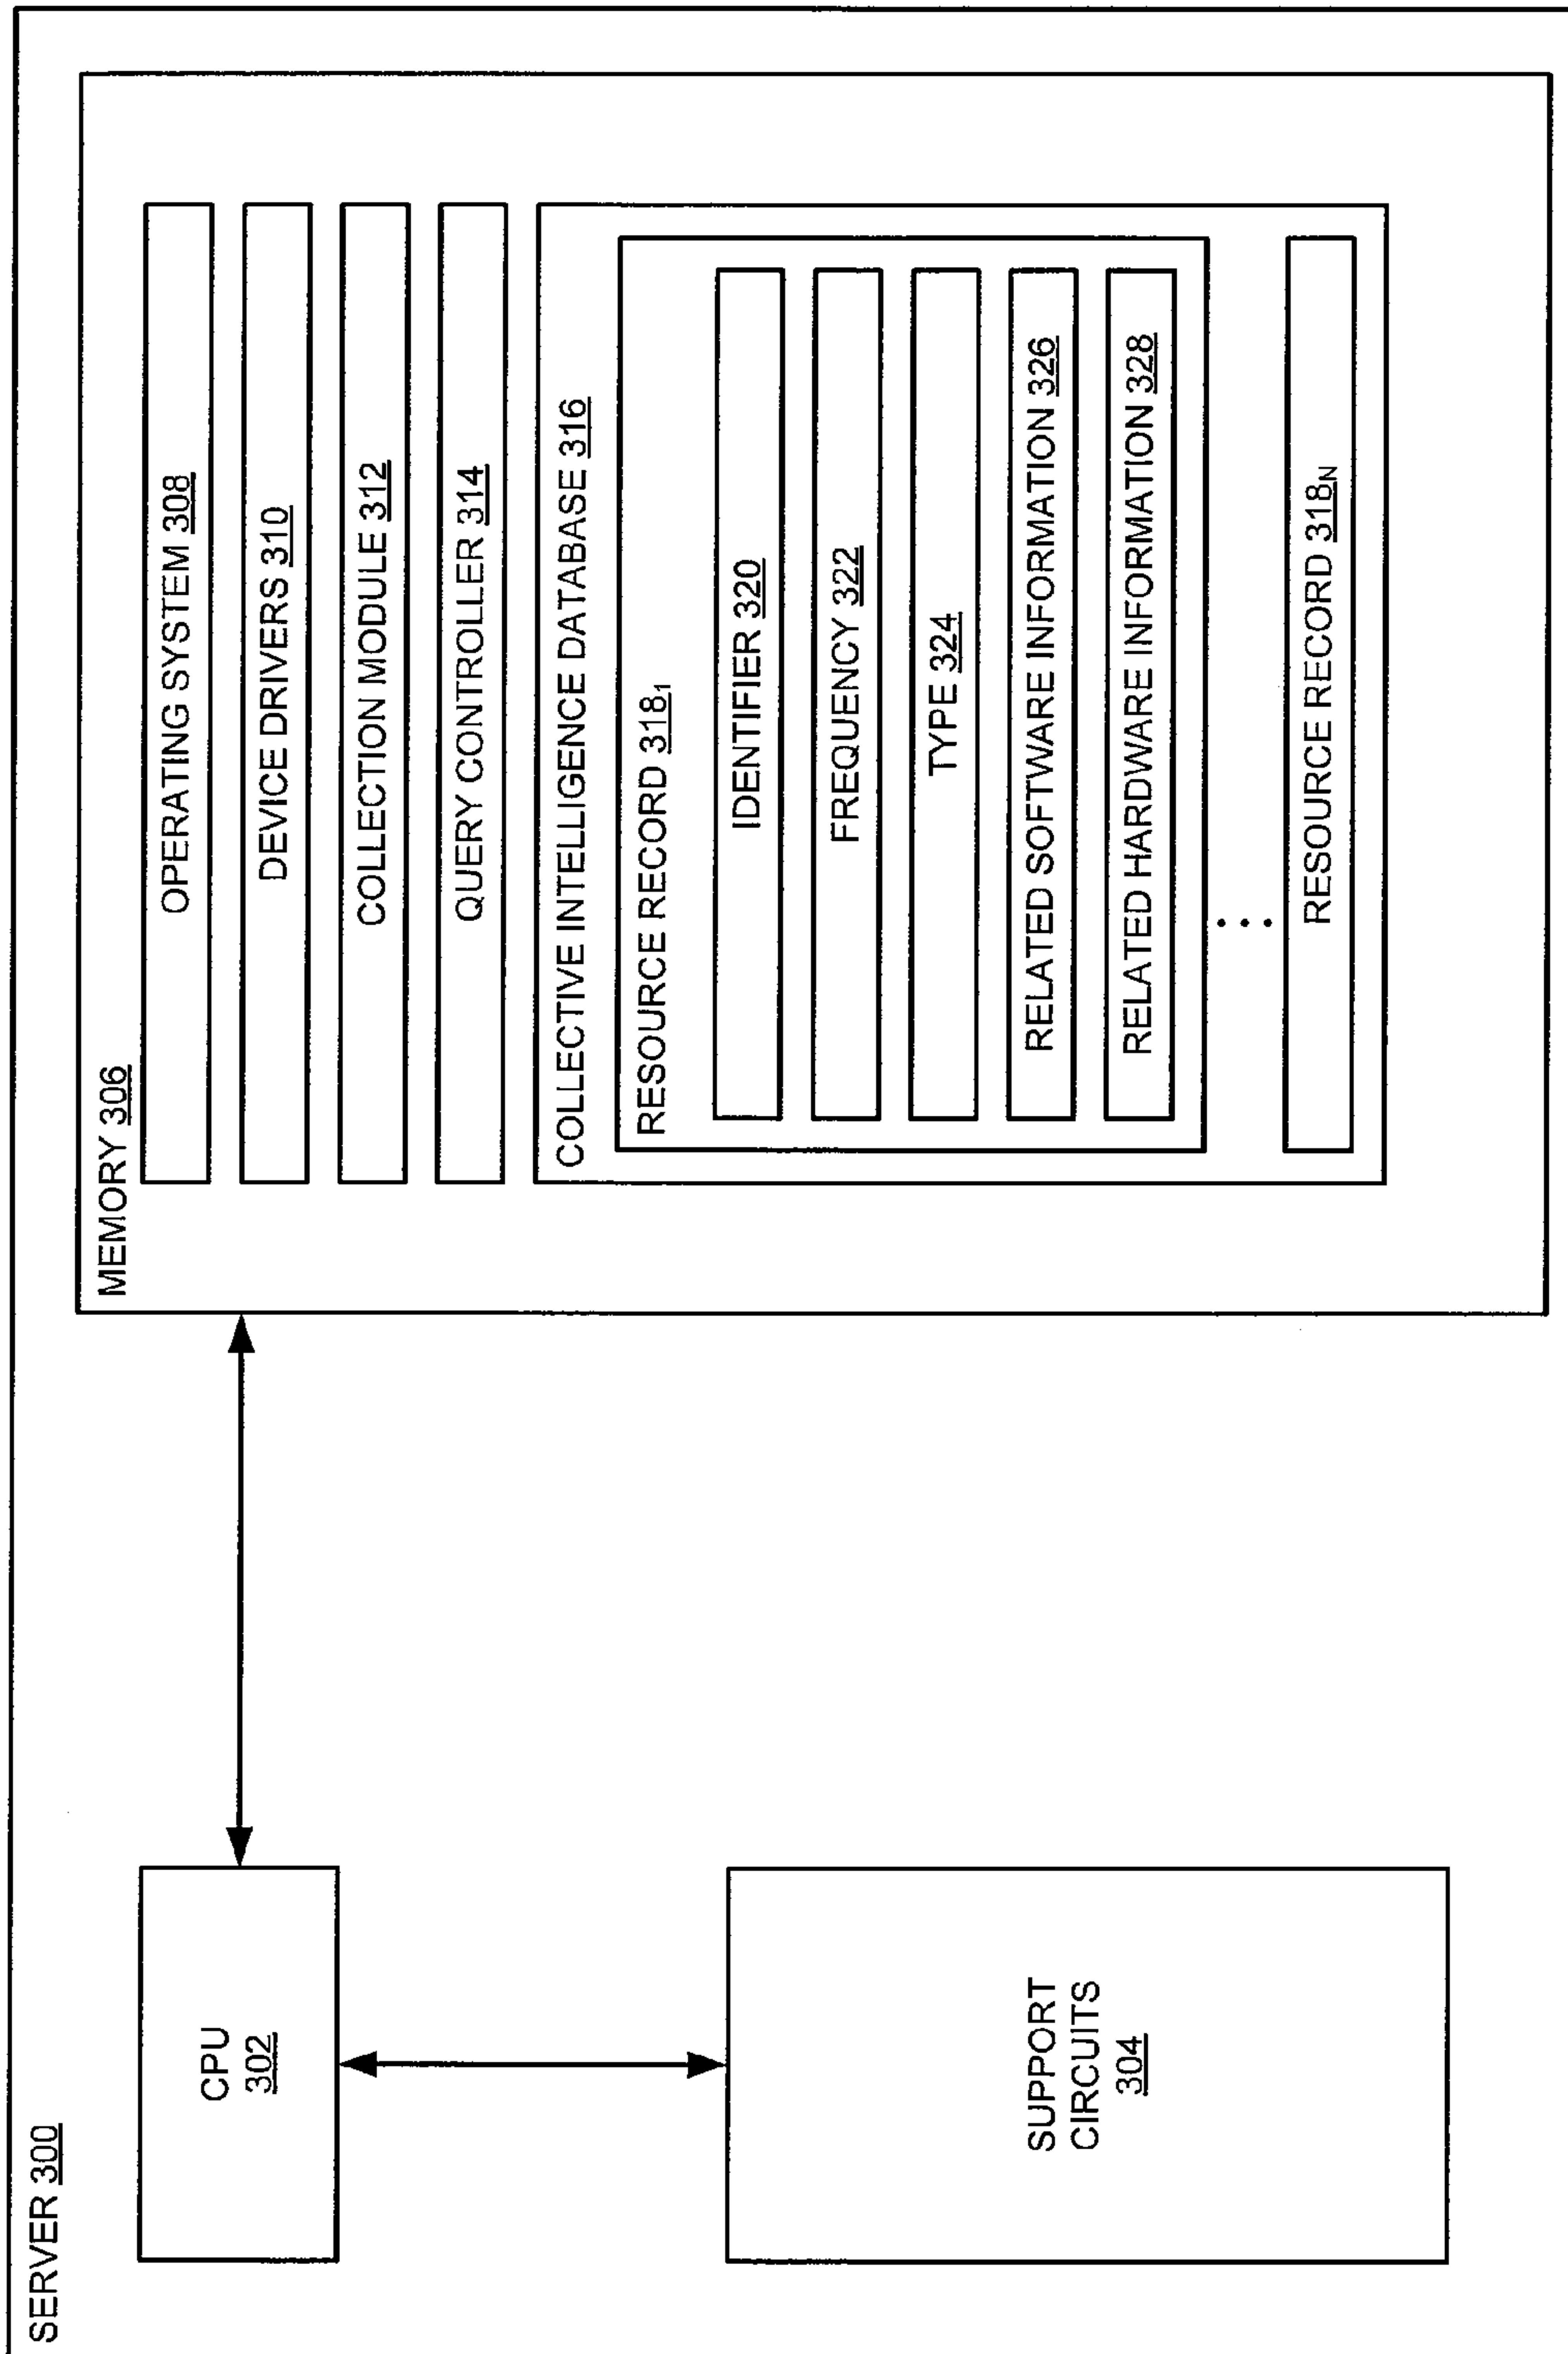 SERVER 300
CPU
302
SUPPORT
CIRCUITS
304
MEMORY 306
OPERATING SYSTEM 308
DEVICE DRIVERS 310
COLLECTION MODULE 312
QUERY CONTROLLER 314
COLLECTIVE INTELLIGENCE DATABASE 316
RESOURCE RECORD 318₁
IDENTIFIER 320
FREQUENCY 322
TYPE 324
RELATED SOFTWARE INFORMATION 326
RELATED HARDWARE INFORMATION 328
...
RESOURCE RECORD 318N